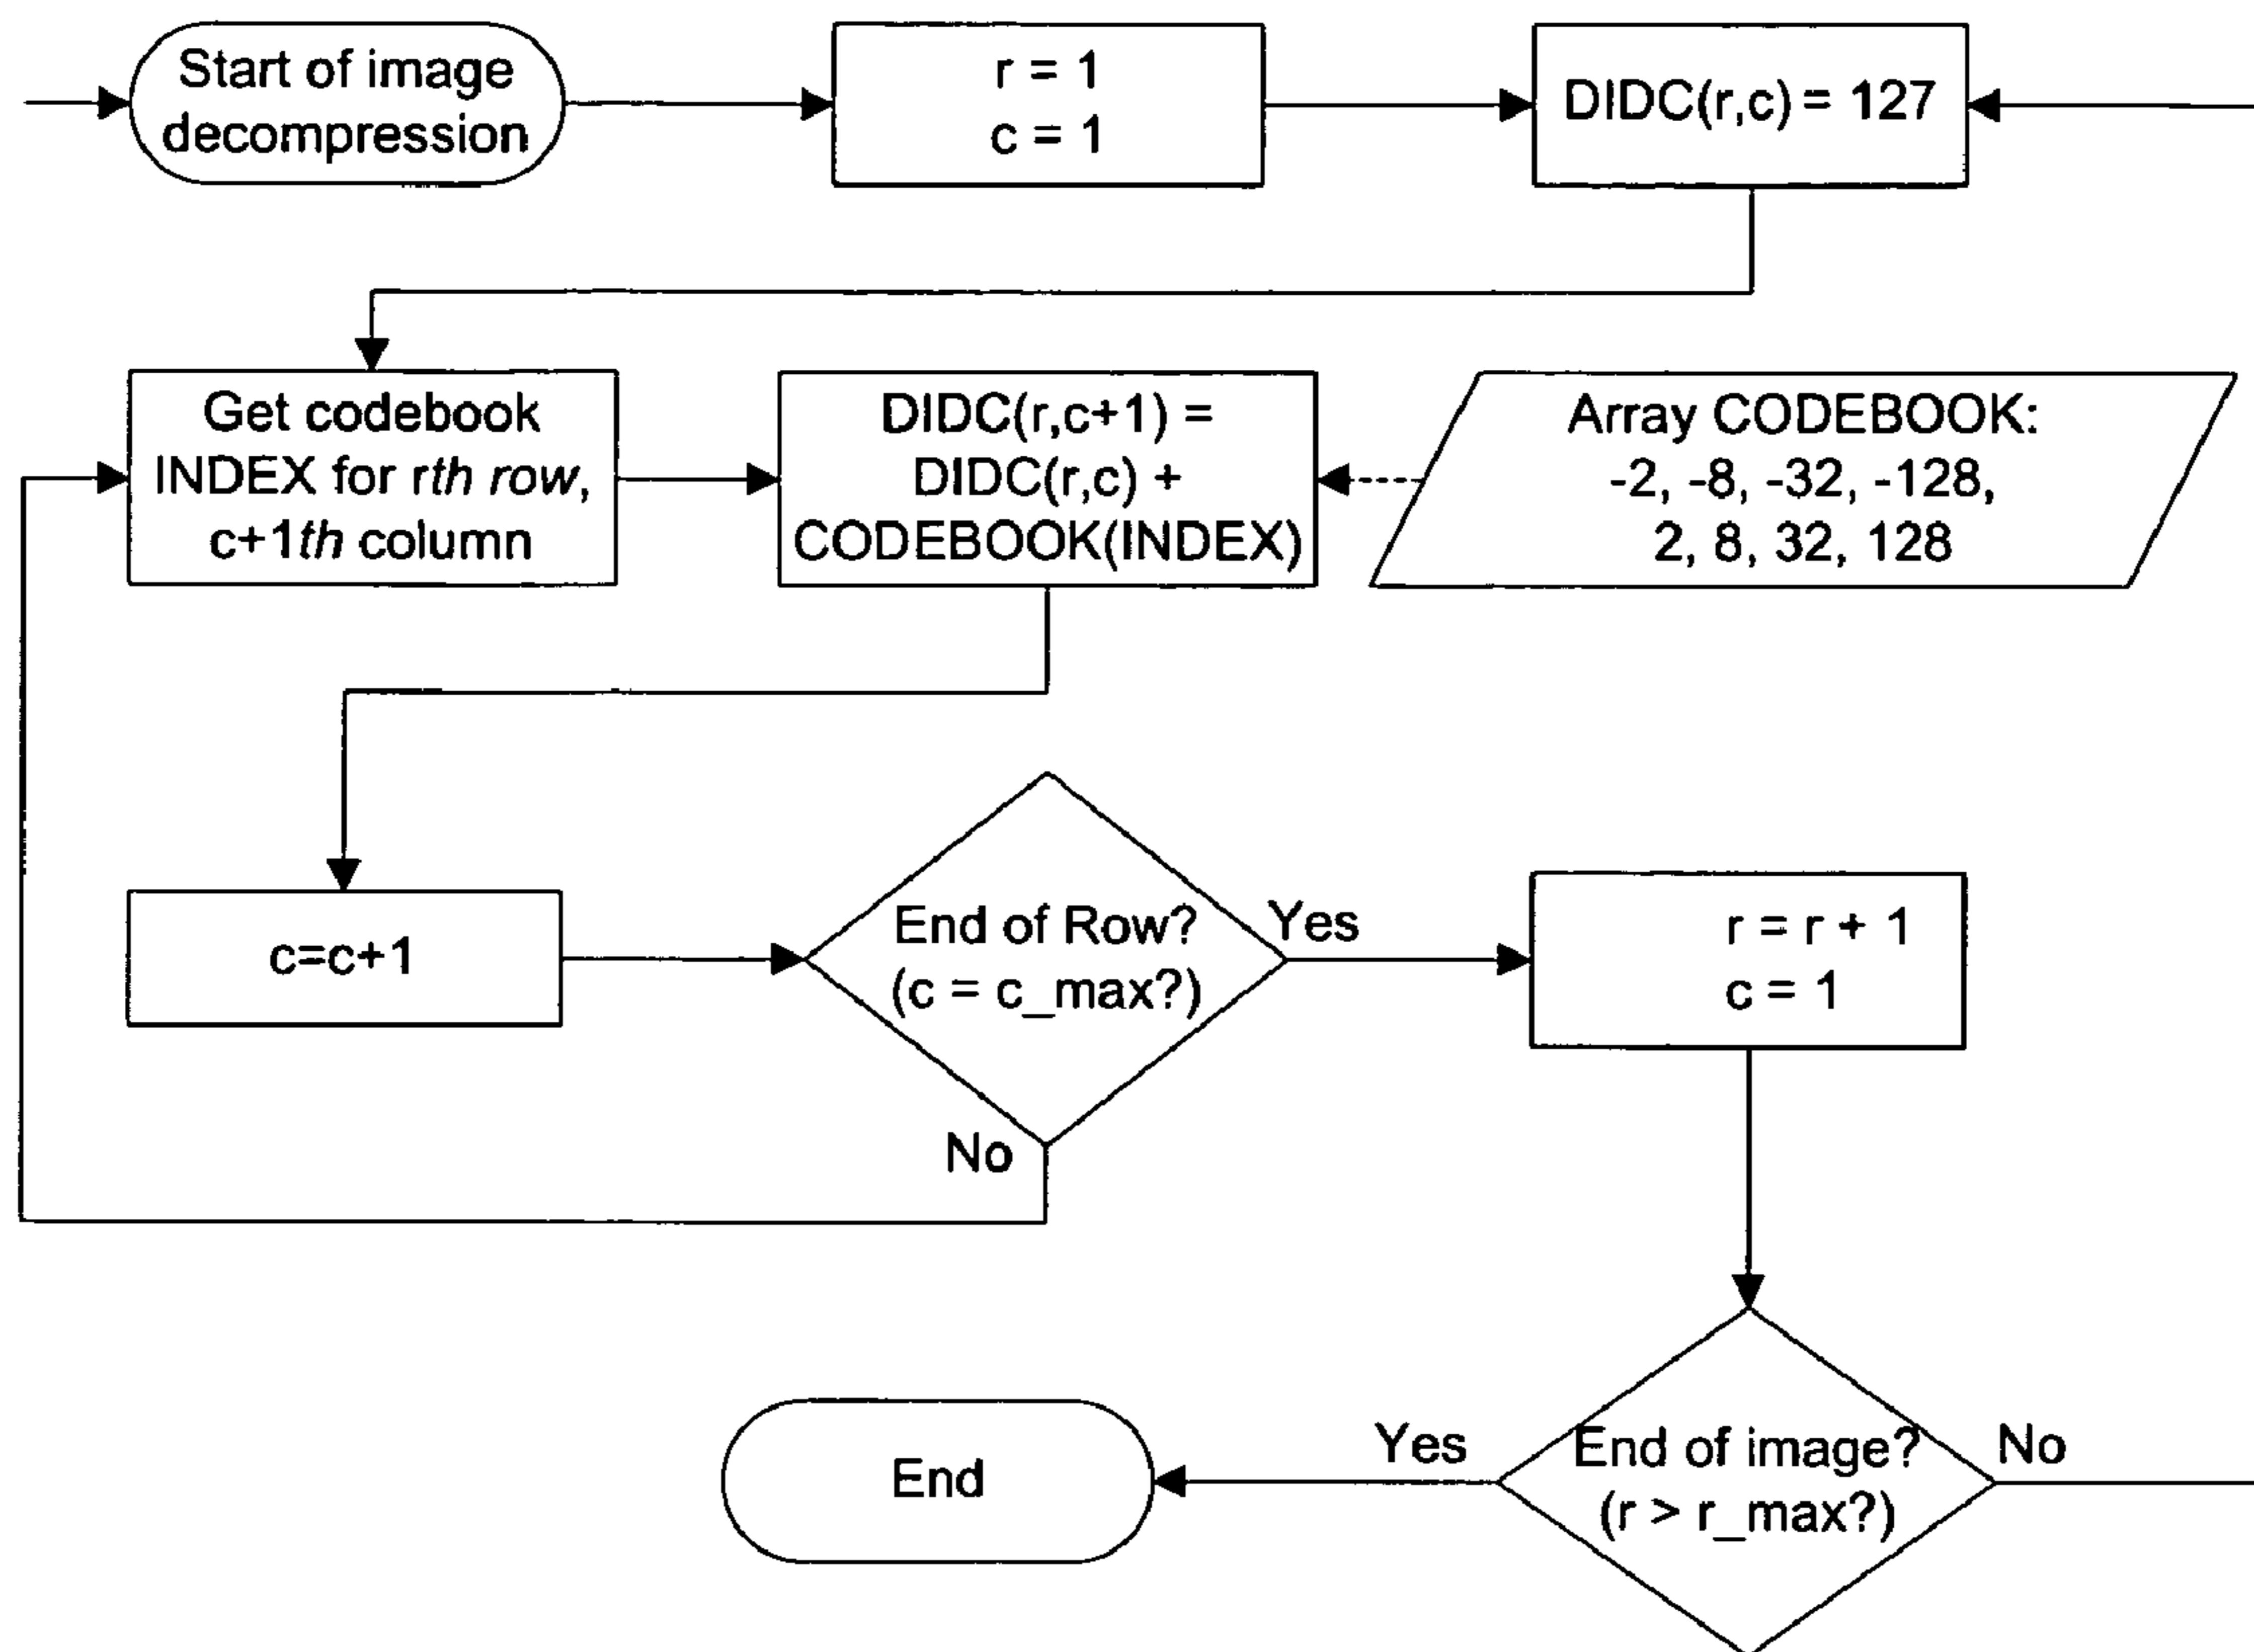 Start of image
decompression
r = 1
c = 1
DIDC(r,c) = 127
Get codebook
INDEX for rth row,
c+1th column
DIDC(r,c+1) =
DIDC(r,c) +
CODEBOOK(INDEX)
Array CODEBOOK:
-2, -8, -32, -128,
2, 8, 32, 128
c=c+1
End of Row?
(c = c_max?)
Yes
No
r = r + 1
c = 1
End of image?
(r > r_max?)
Yes
No
End